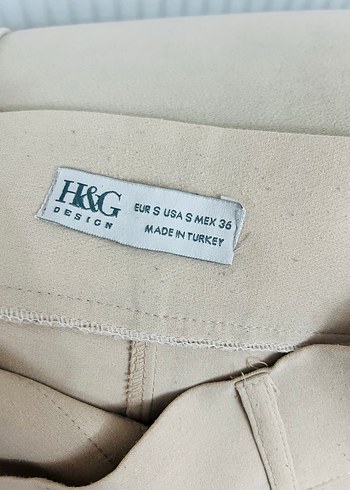 H&G
DESIGN
EUR S USA S MEX 36
MADE IN TURKEY